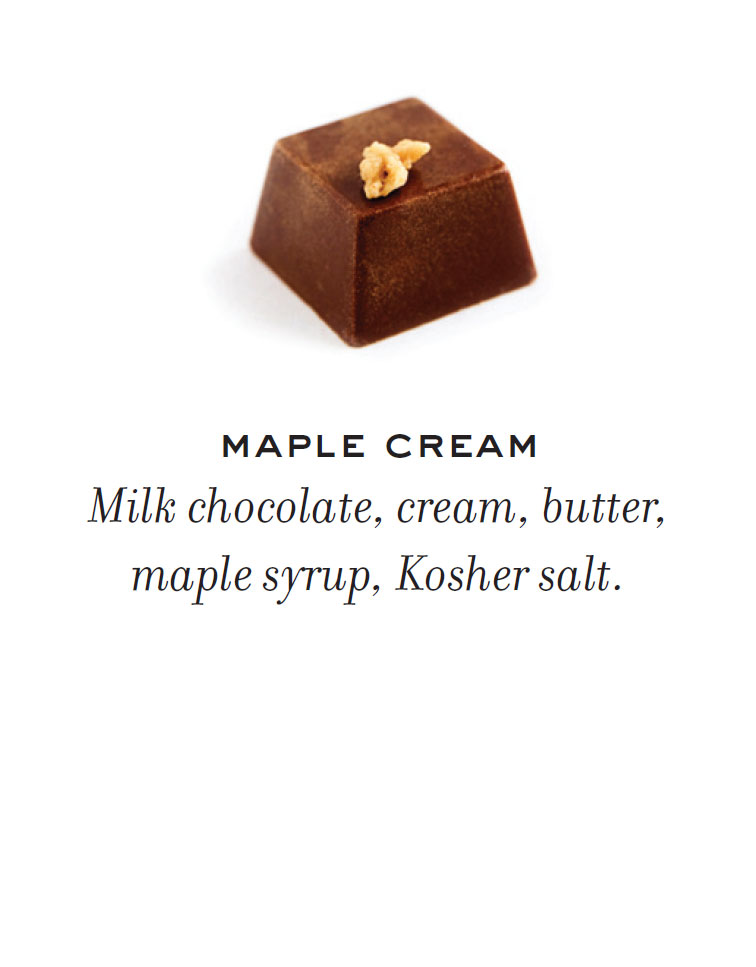 MAPLE CREAM
Milk chocolate, cream, butter,
maple syrup, Kosher salt.